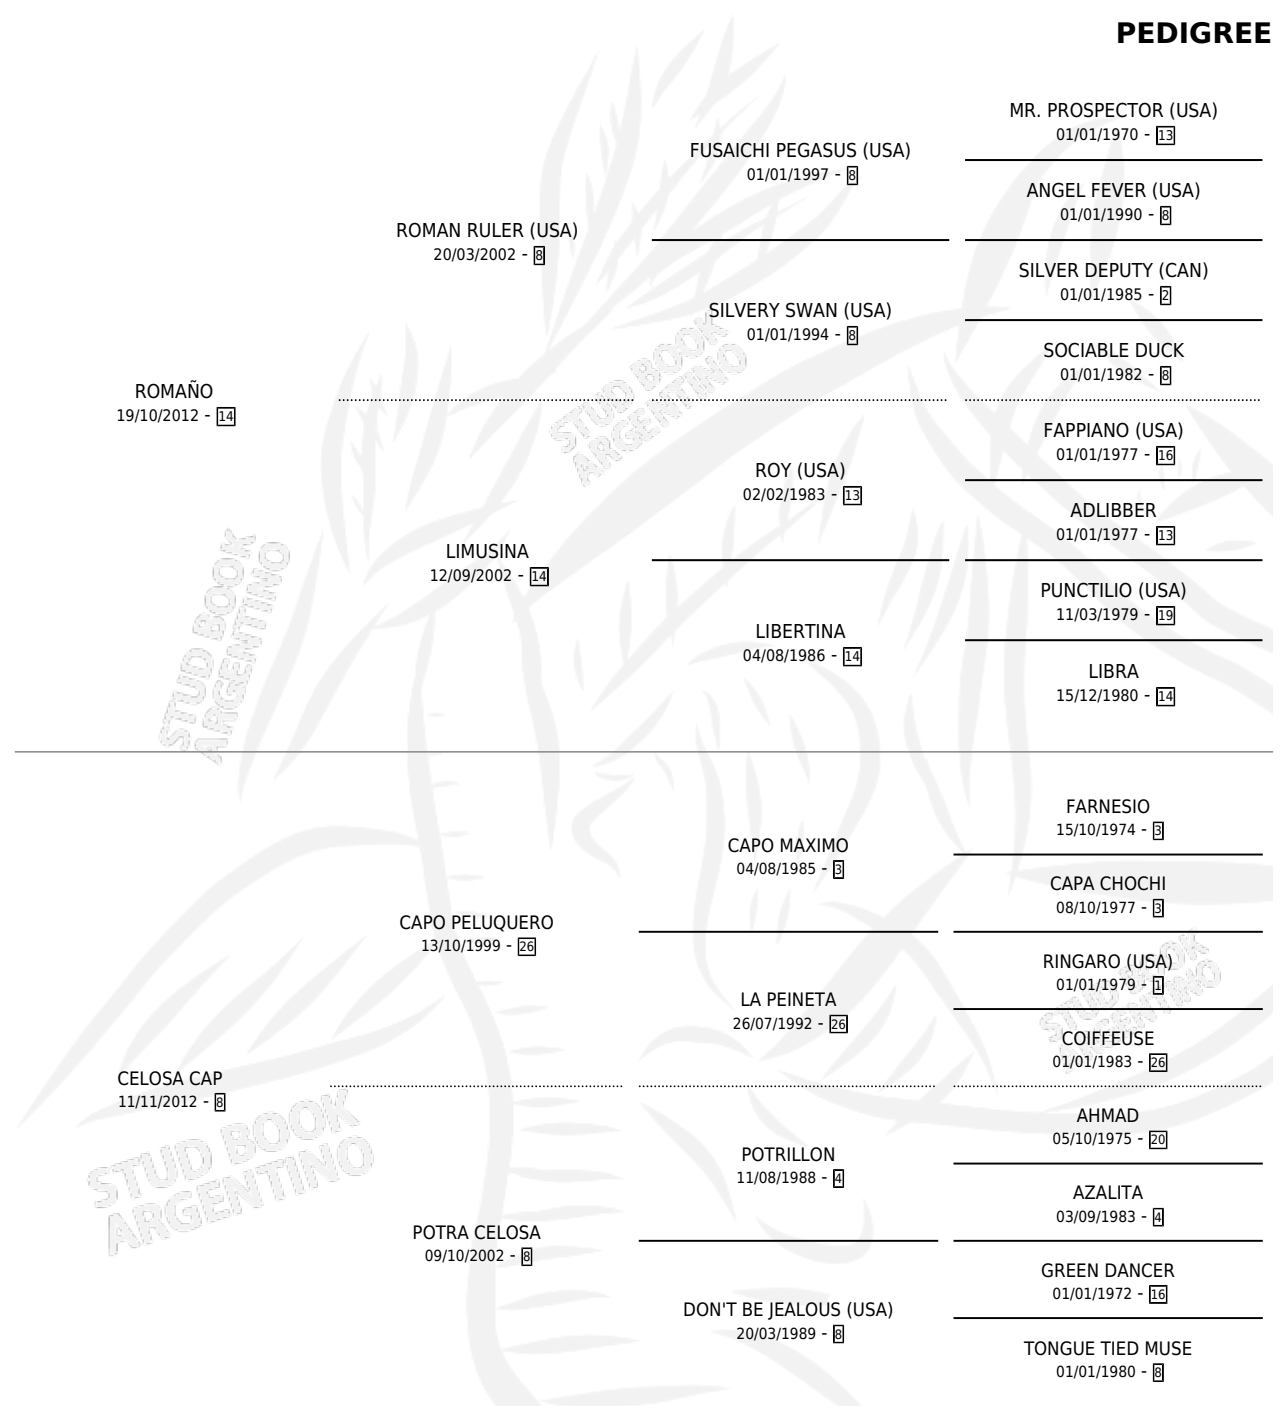 PEDIGREE
MR. PROSPECTOR (USA)
01/01/1970 - 13
FUSAICHI PEGASUS (USA)
01/01/1997 - 8
ANGEL FEVER (USA)
01/01/1990 - 8
ROMAN RULER (USA)
20/03/2002 - 8
SILVER DEPUTY (CAN)
01/01/1985 - 2
SILVERY SWAN (USA)
01/01/1994 - 8
SOCIABLE DUCK
01/01/1982 - 8
STUD BOOK
ARGENTINO
ROMAÑO
19/10/2012 - 14
FAPPIANO (USA)
01/01/1977 - 16
ROY (USA)
02/02/1983 - 13
ADLIBBER
01/01/1977 - 13
LIMUSINA
12/09/2002 - 14
PUNCTILIO (USA)
11/03/1979 - 19
LIBERTINA
04/08/1986 - 14
LIBRA
15/12/1980 - 14
STUD BOOK
ARGENTINO
FARNESIO
15/10/1974 - 3
CAPO MAXIMO
04/08/1985 - 3
CAPA CHOCHI
08/10/1977 - 3
CAPO PELUQUERO
13/10/1999 - 26
RINGARO (USA)
01/01/1979 - 1
LA PEINETA
26/07/1992 - 26
COIFFEUSE
01/01/1983 - 26
STUD BOOK
ARGENTINO
CELOSA CAP
11/11/2012 - 8
AHMAD
05/10/1975 - 20
POTRILLON
11/08/1988 - 4
AZALITA
03/09/1983 - 4
STUD BOOK
ARGENTINO
POTRA CELOSA
09/10/2002 - 8
GREEN DANCER
01/01/1972 - 16
DON'T BE JEALOUS (USA)
20/03/1989 - 8
TONGUE TIED MUSE
01/01/1980 - 8